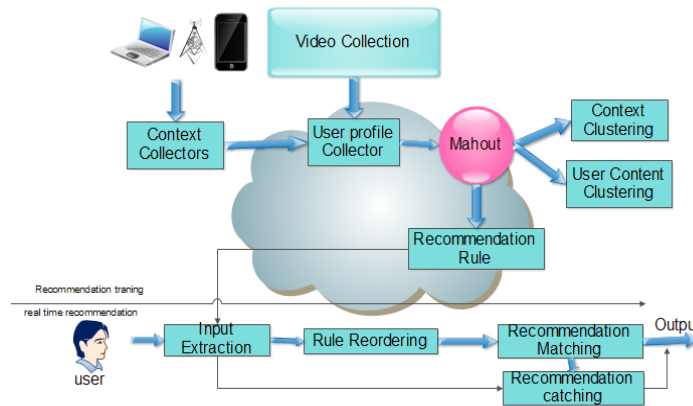 Video Collection
Context
Collectors
User profile
Collector
Mahout
Context
Clustering
User Content
Clustering
Recommendation
Rule
Recommendation traning
real time recommendation
user
Input
Extraction
Rule Reordering
Recommendation
Matching
Output
Recommendation
catching